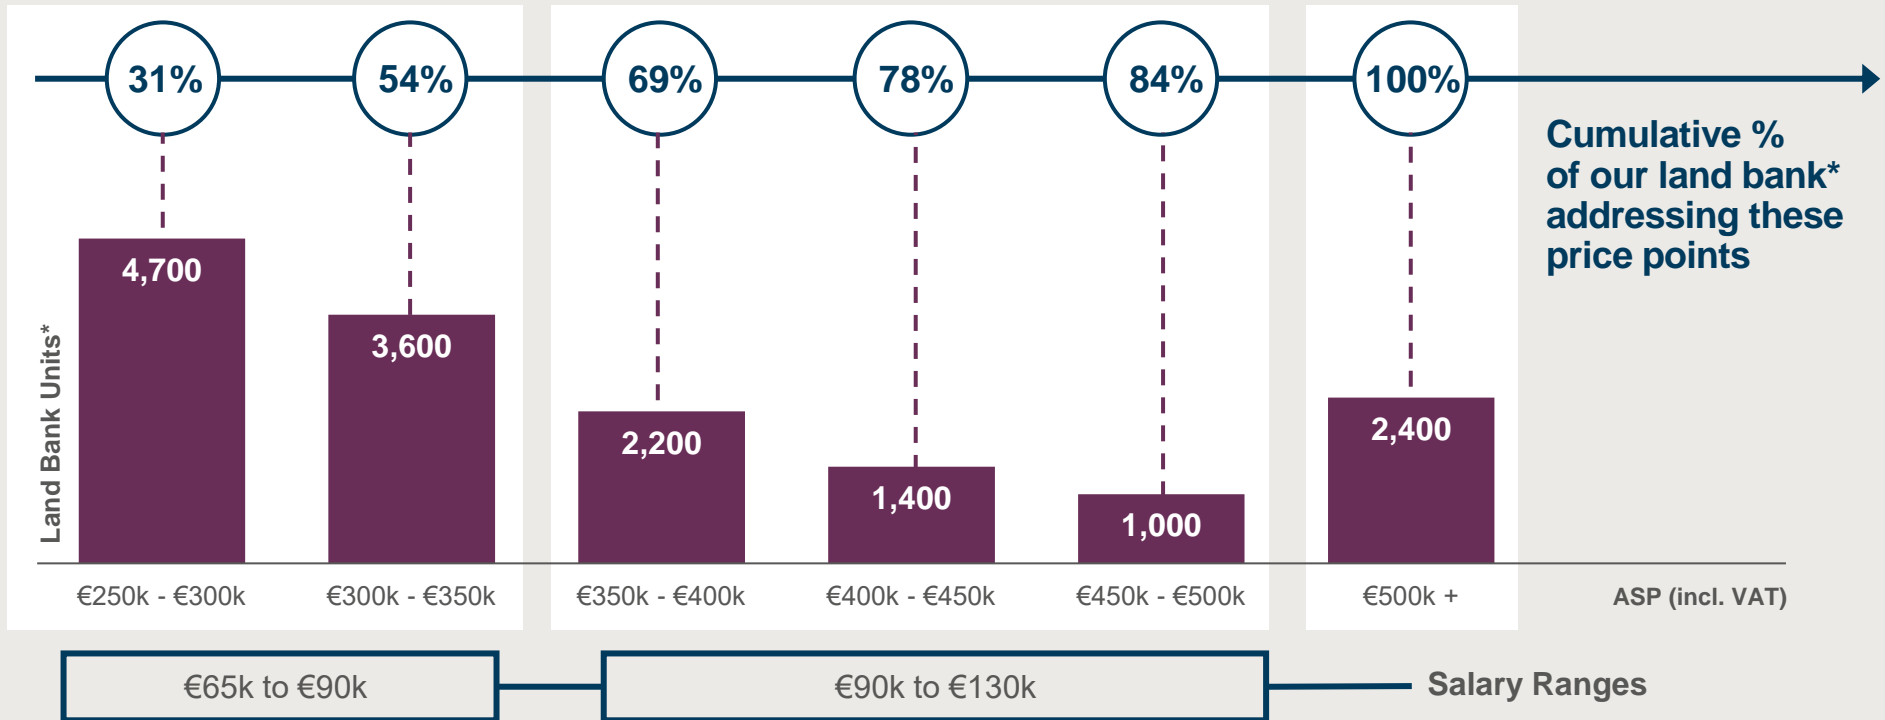 31%
54%
69%
78%
84%
100%
Cumulative %
of our land bank*
addressing these
price points
Land Bank Units*
4,700
3,600
2,200
1,400
1,000
2,400
€250k - €300k
€300k - €350k
€350k - €400k
€400k - €450k
€450k - €500k
€500k +
ASP (incl. VAT)
€65k to €90k
€90k to €130k
Salary Ranges